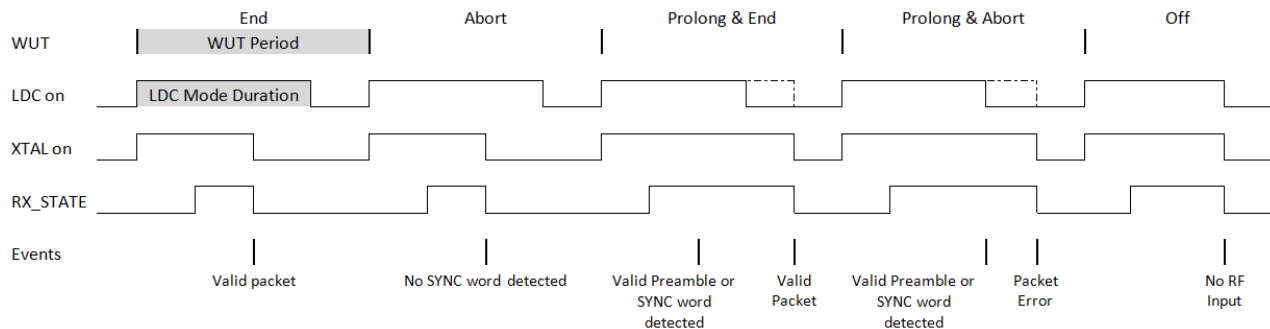 End Abort Prolong & End Prolong & Abort Off
WUT WUT Period
LDC on LDC Mode Duration
XTAL on
RX_STATE
Events
Valid packet
No SYNC word detected
Valid Preamble or
SYNC word
detected
Valid
Packet
Valid Preamble or
SYNC word
detected
Packet
Error
No RF
Input